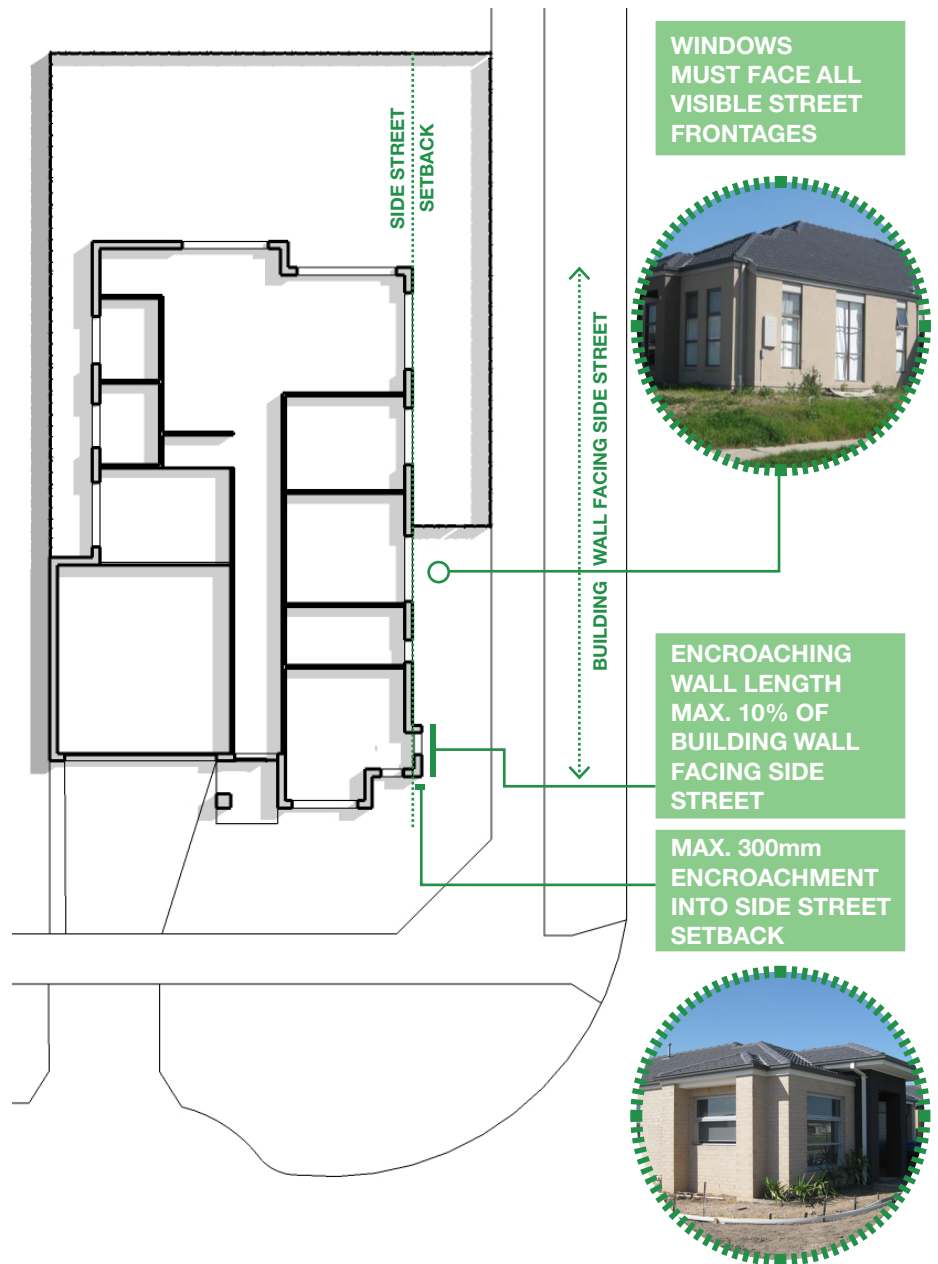 WINDOWS
MUST FACE ALL
VISIBLE STREET
FRONTAGES
SIDE STREET
SETBACK
BUILDING WALL FACING SIDE STREET
ENCROACHING
WALL LENGTH
MAX. 10% OF
BUILDING WALL
FACING SIDE
STREET
MAX. 300mm
ENCROACHMENT
INTO SIDE STREET
SETBACK